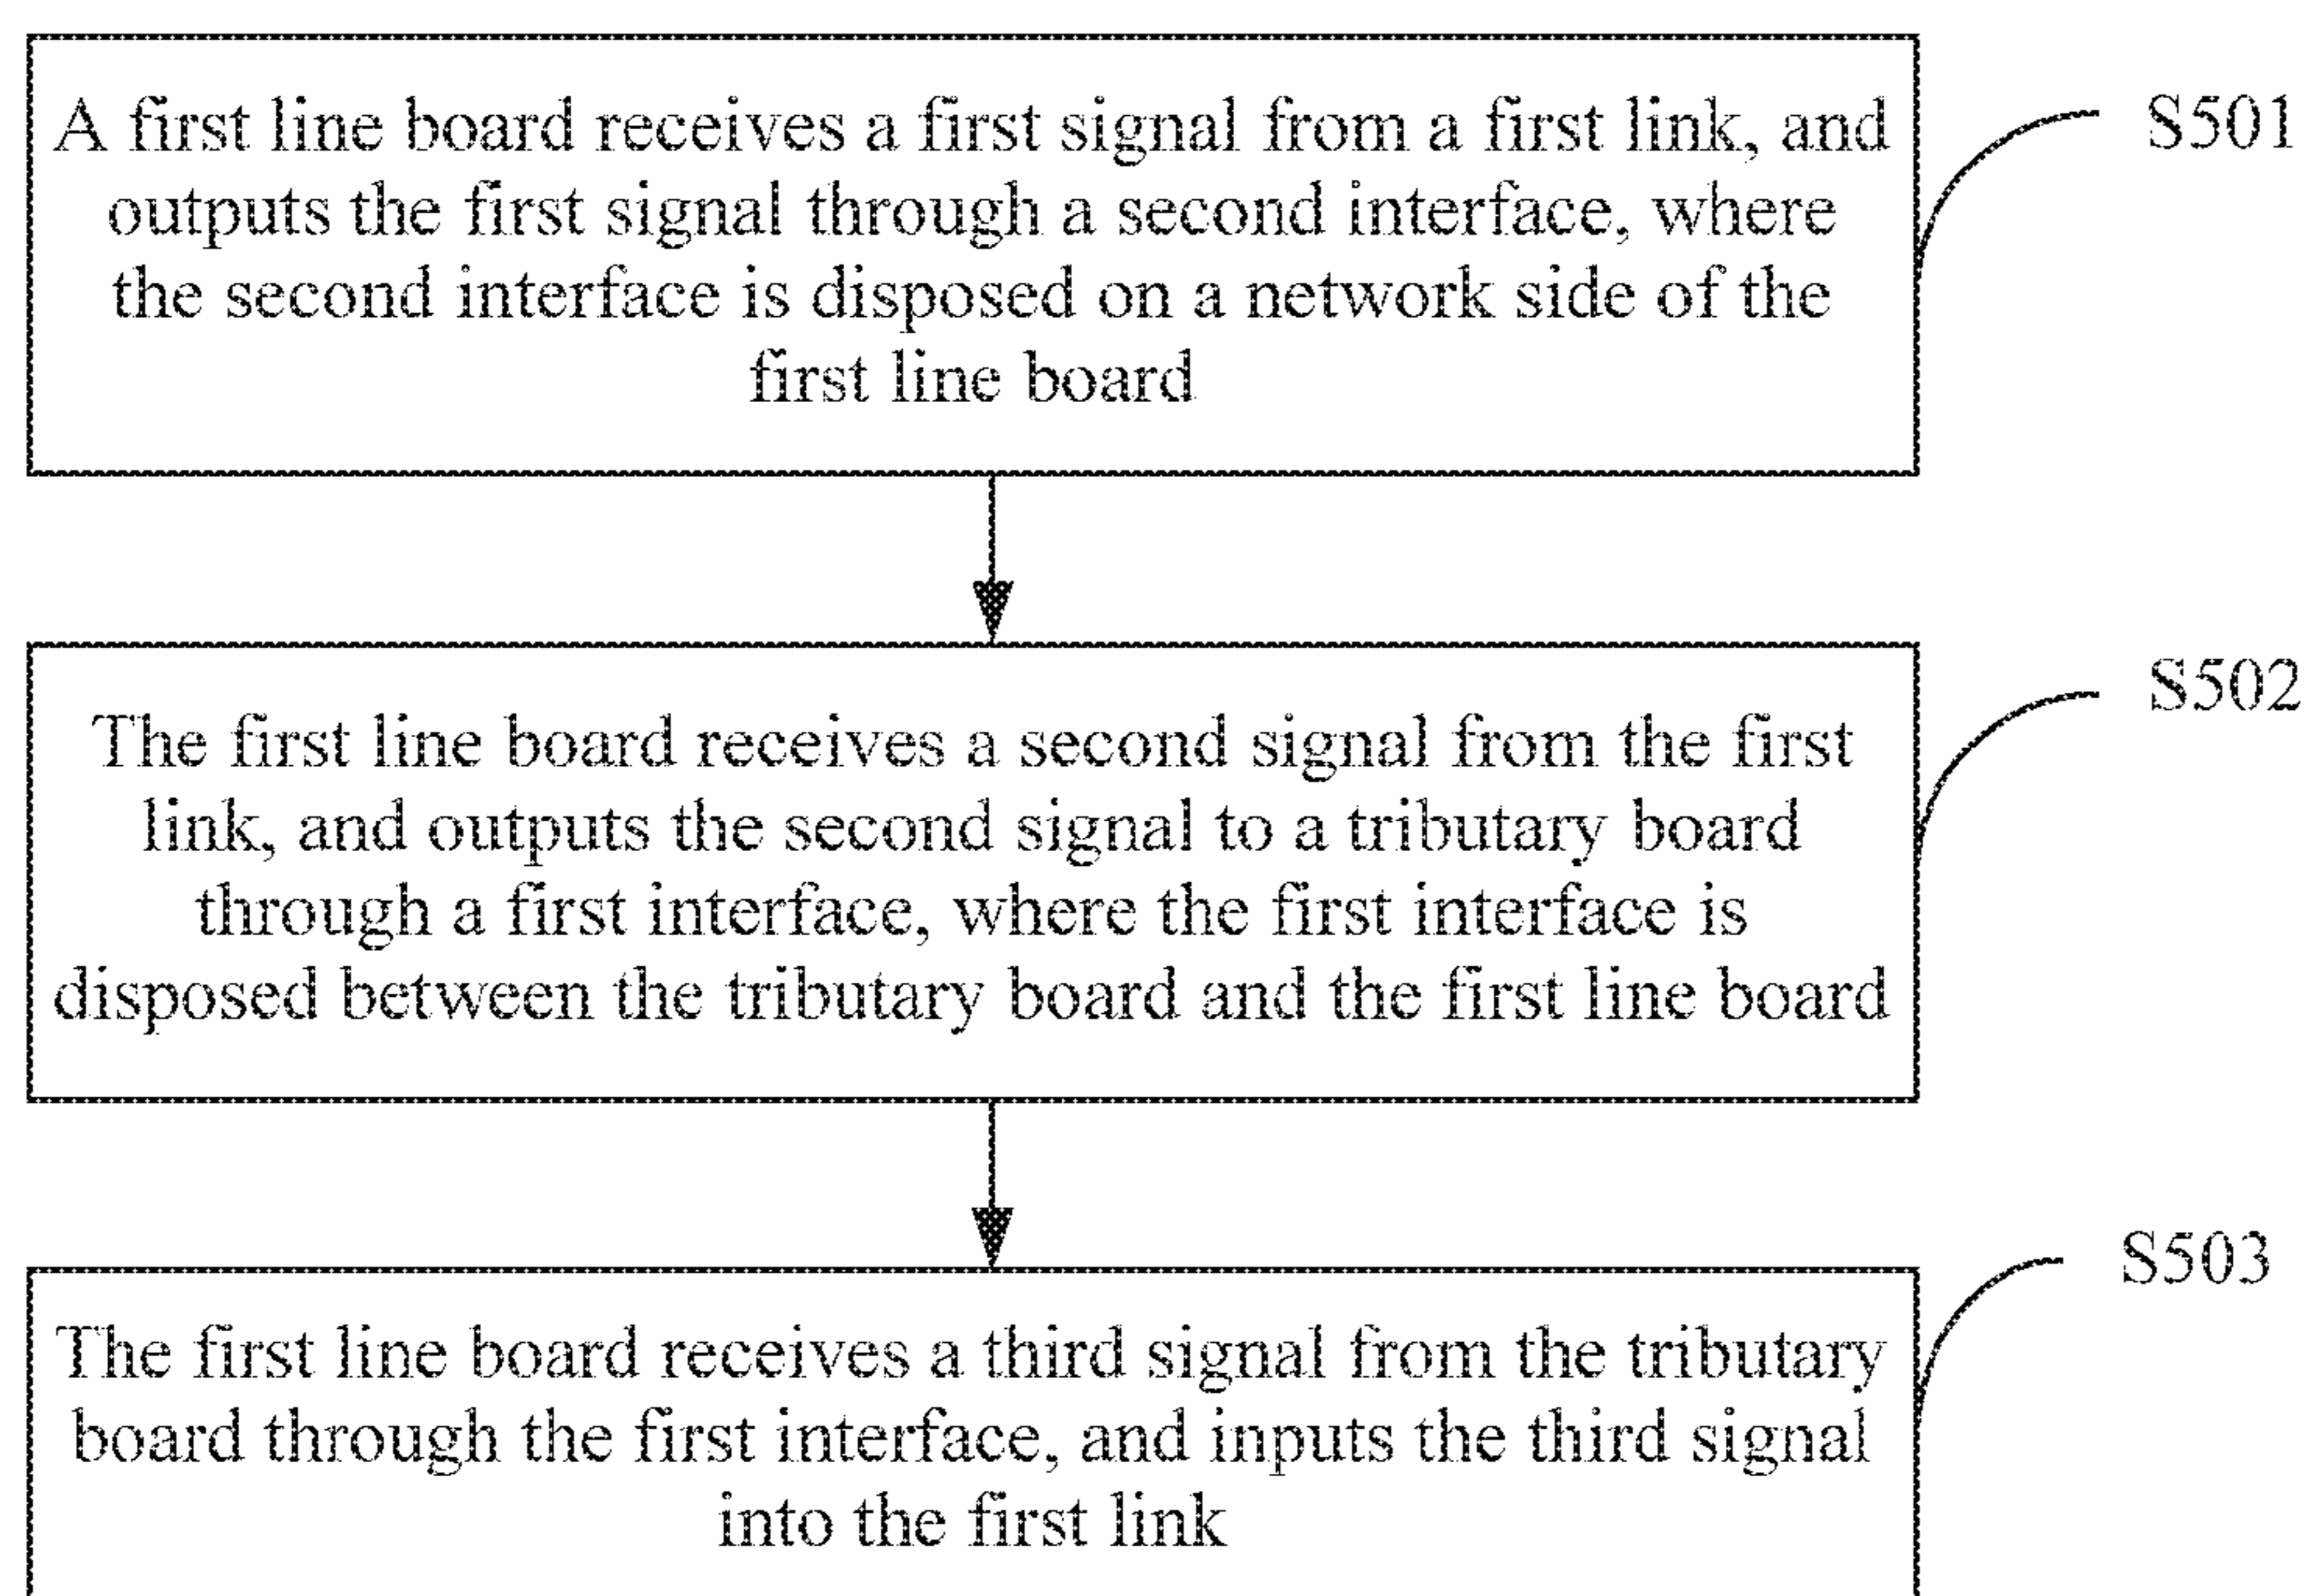 A first line board receives a first signal from a first link, and
outputs the first signal through a second interface, where
the second interface is disposed on a network side of the
first line board
S501
The first line board receives a second signal from the first
link, and outputs the second signal to a tributary board
through a first interface, where the first interface is
disposed between the tributary board and the first line board
S502
The first line board receives a third signal from the tributary
board through the first interface, and inputs the third signal
into the first link
S503